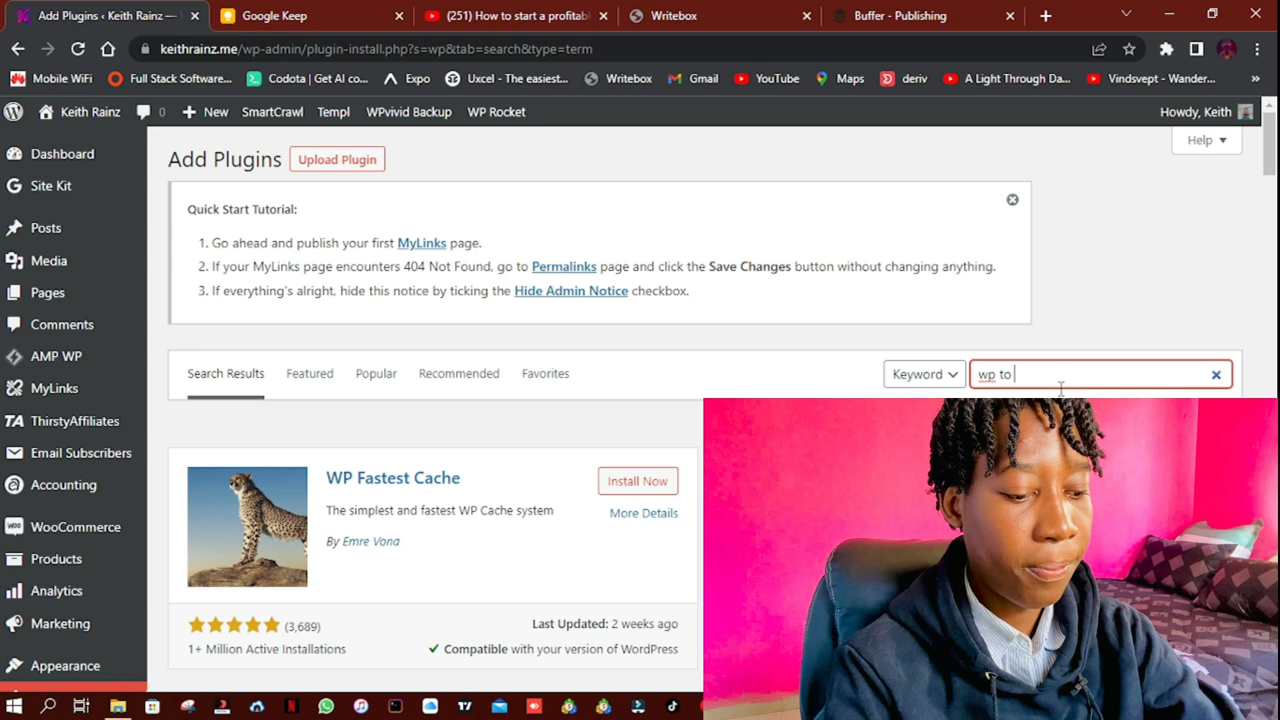 Add Plugins ‹ Keith Rainz — W
Google Keep
(251) How to start a profitabl
Writebox
Buffer - Publishing
keithrainz.me/wp-admin/plugin-install.php?s=wp&tab=search&type=term
Mobile WiFi
Full Stack Software...
Codota | Get AI co...
Expo
Uxcel - The easiest...
Writebox
Gmail
YouTube
Maps
deriv
A Light Through Da...
Vindsvept - Wander...
Keith Rainz
0
New
SmartCrawl
Templ
WPvivid Backup
WP Rocket
Howdy, Keith
Dashboard
Site Kit
Posts
Media
Pages
Comments
AMP WP
MyLinks
TA ThirstyAffiliates
Email Subscribers
Accounting
WooCommerce
Products
Analytics
Marketing
Appearance
Add Plugins
Upload Plugin
Help
Quick Start Tutorial:
1. Go ahead and publish your first MyLinks page.
2. If your MyLinks page encounters 404 Not Found, go to Permalinks page and click the Save Changes button without changing anything.
3. If everything's alright, hide this notice by ticking the Hide Admin Notice checkbox.
Search Results
Featured
Popular
Recommended
Favorites
Keyword
wp to
WP Fastest Cache
Install Now
The simplest and fastest WP Cache system
More Details
By Emre Vona
(3,689)
Last Updated: 2 weeks ago
1+ Million Active Installations
Compatible with your version of WordPress